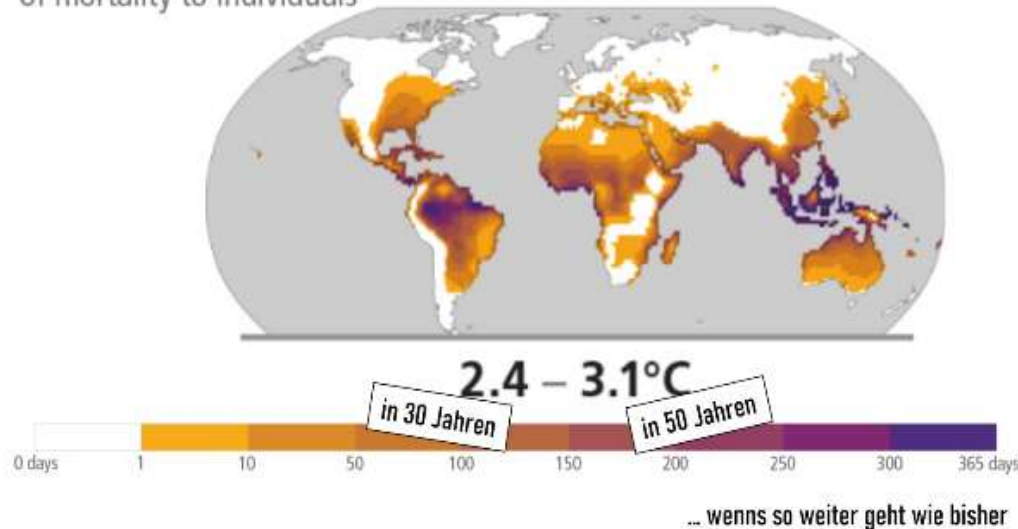 of mortality to individuals
2.4 – 3.1°C
in 30 Jahren
in 50 Jahren
0 days 1 10 50 100 150 200 250 300 365 days
... wenns so weiter geht wie bisher